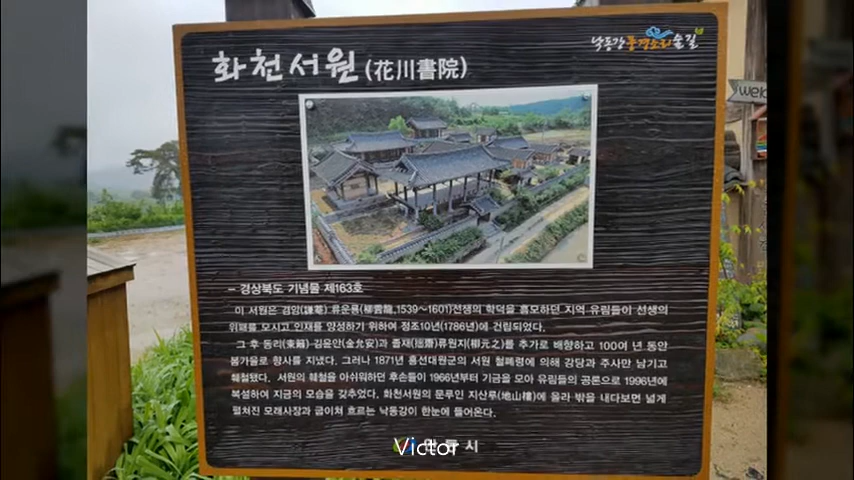 낙동강풍경소리숲길
화천서원(花川書院)
welc
- 경상북도 기념물 제163호
이 서원은 겸암(謙菴) 류운룡(柳雲龍,1539~1601)선생의 학덕을 흠모하던 지역 유림들이 선생의
위패를 모시고 인재를 양성하기 위하여 정조10년(1786년)에 건립되었다.
그 후 동리(東籬) 김윤안(金允安)과 졸재(拙齋)류원지(柳元之)를 추가로 배향하고 100여 년 동안
봄가을로 향사를 지냈다. 그러나 1871년 흥선대원군의 서원 철폐령에 의해 강당과 주사만 남기고
훼철됐다. 서원의 훼철을 아쉬워하던 후손들이 1966년부터 기금을 모아 유림들의 공론으로 1996년에
복설하여 지금의 모습을 갖추었다. 화천서원의 문루인 지산루(地山樓)에 올라 밖을 내다보면 넓게
펼쳐진 모래사장과 굽이쳐 흐르는 낙동강이 한눈에 들어온다.
Victor
시